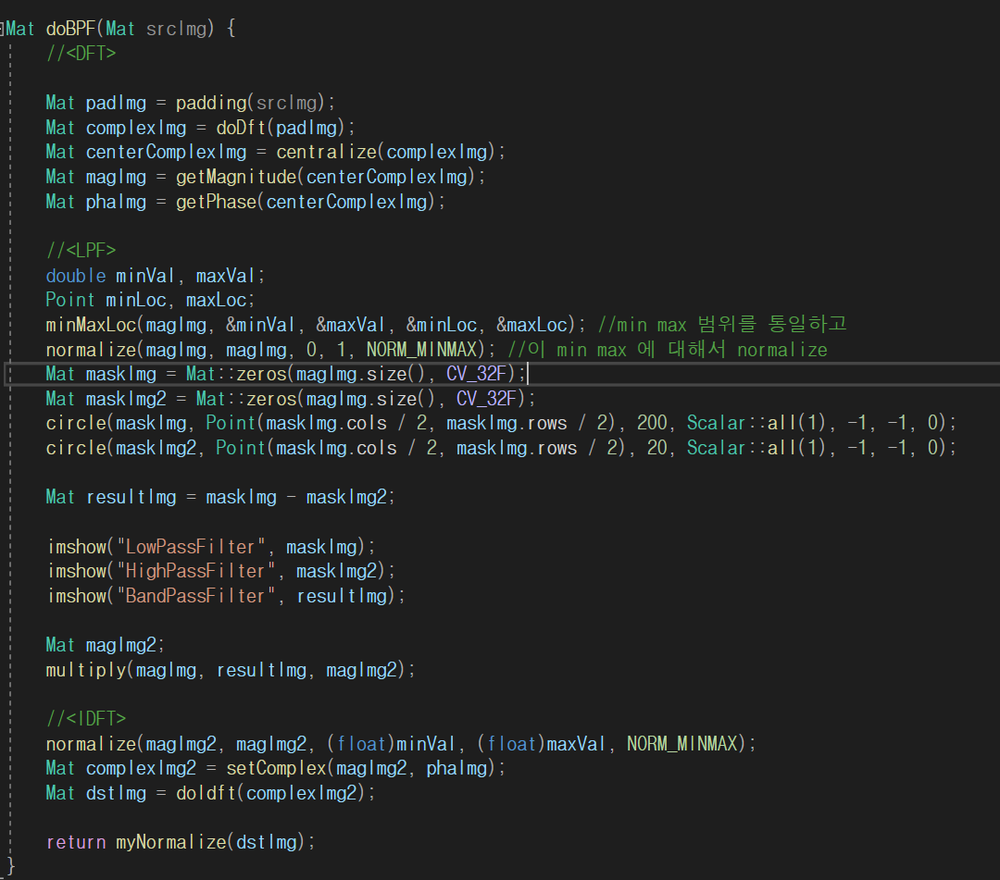 Mat doBPF(Mat srcImg) {
//<DFT>
Mat padImg = padding(srcImg);
Mat complexImg = doDft(padImg);
Mat centerComplexImg = centralize(complexImg);
Mat magImg = getMagnitude(centerComplexImg);
Mat phaImg = getPhase(centerComplexImg);
//<LPF>
double minVal, maxVal;
Point minLoc, maxLoc;
minMaxLoc(magImg, &minVal, &maxVal, &minLoc, &maxLoc); //min max 범위를 통일하고
normalize(magImg, magImg, 0, 1, NORM_MINMAX); //이 min max 에 대해서 normalize
Mat maskImg = Mat::zeros(magImg.size(), CV_32F);
Mat maskImg2 = Mat::zeros(magImg.size(), CV_32F);
circle(maskImg, Point(maskImg.cols / 2, maskImg.rows / 2), 200, Scalar::all(1), -1, -1, 0);
circle(maskImg2, Point(maskImg.cols / 2, maskImg.rows / 2), 20, Scalar::all(1), -1, -1, 0);
Mat resultImg = maskImg - maskImg2;
imshow("LowPassFilter", maskImg);
imshow("HighPassFilter", maskImg2);
imshow("BandPassFilter", resultImg);
Mat magImg2;
multiply(magImg, resultImg, magImg2);
//<IDFT>
normalize(magImg2, magImg2, (float)minVal, (float)maxVal, NORM_MINMAX);
Mat complexImg2 = setComplex(magImg2, phaImg);
Mat dstImg = doIdft(complexImg2);
return myNormalize(dstImg);
}